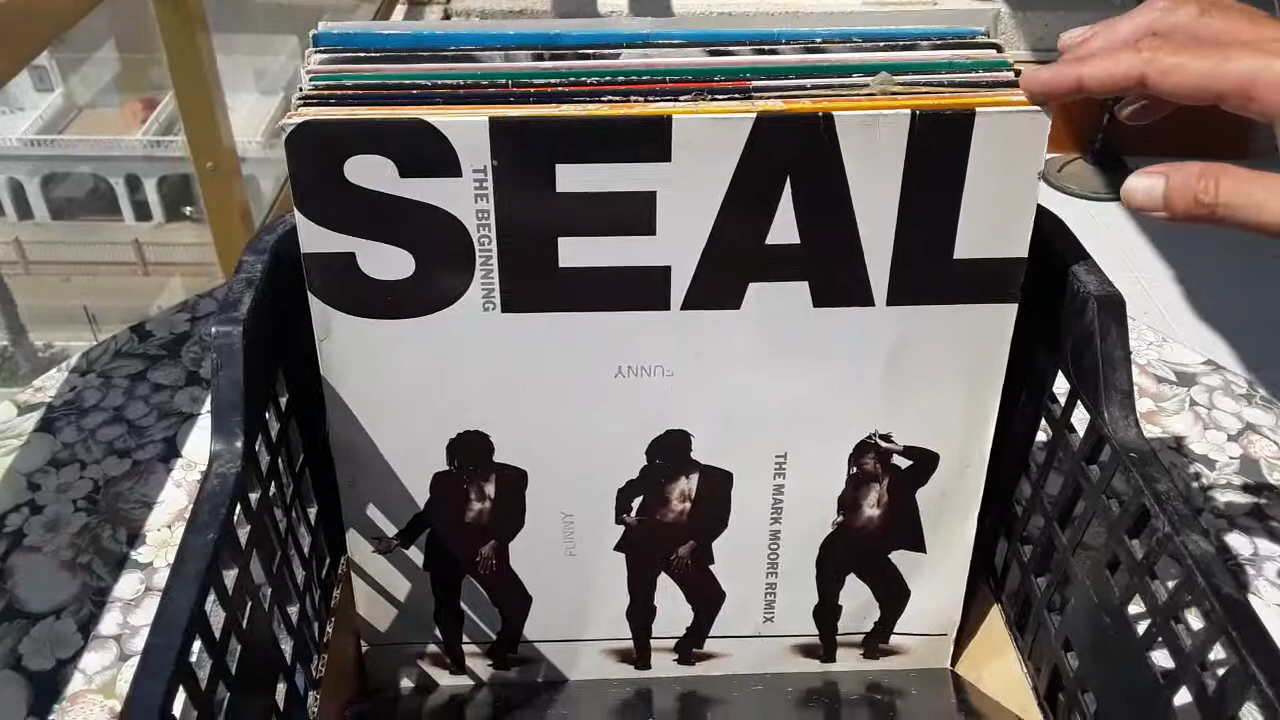 SEAL
THE BEGINNING
FUNNY
FUNNY
THE MARK MOORE REMIX